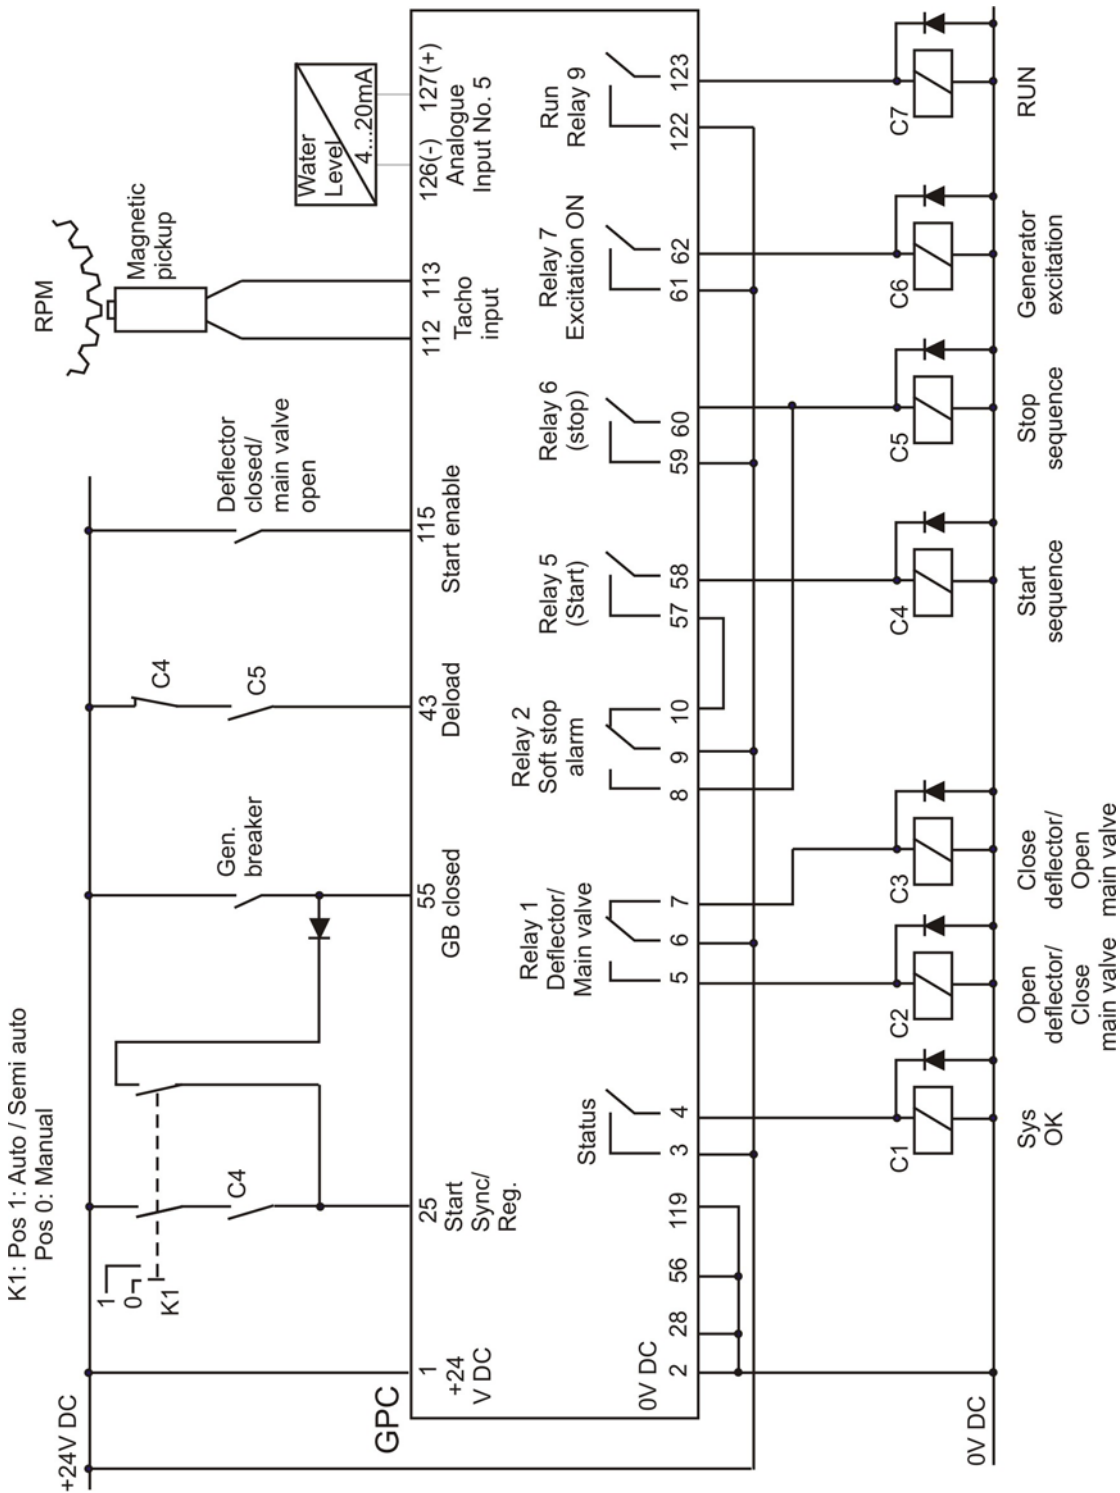 K1: Pos 1: Auto / Semi auto
Pos 0: Manual
+24V DC
1
0
K1
C4
Gen.
breaker
C4
C5
Deflector
closed/
main valve
open
RPM
Magnetic
pickup
Water
Level
4...20mA
GPC
1
+24
V DC
25
Start
Sync/
Reg.
55
GB closed
43
Deload
115
Start enable
112
113
Tacho
input
126(-)
127(+)
Analogue
Input No. 5
0V DC
Status
Relay 1
Deflector/
Main valve
Relay 2
Soft stop
alarm
Relay 5
(Start)
Relay 6
(stop)
Relay 7
Excitation ON
Run
Relay 9
2
28
56
119
3
4
5
6
7
8
9
10
57
58
59
60
61
62
122
123
C1
C2
C3
C4
C5
C6
C7
0V DC
Sys
OK
Open
deflector/
Close
main valve
Close
deflector/
Open
main valve
Start
sequence
Stop
sequence
Generator
excitation
RUN